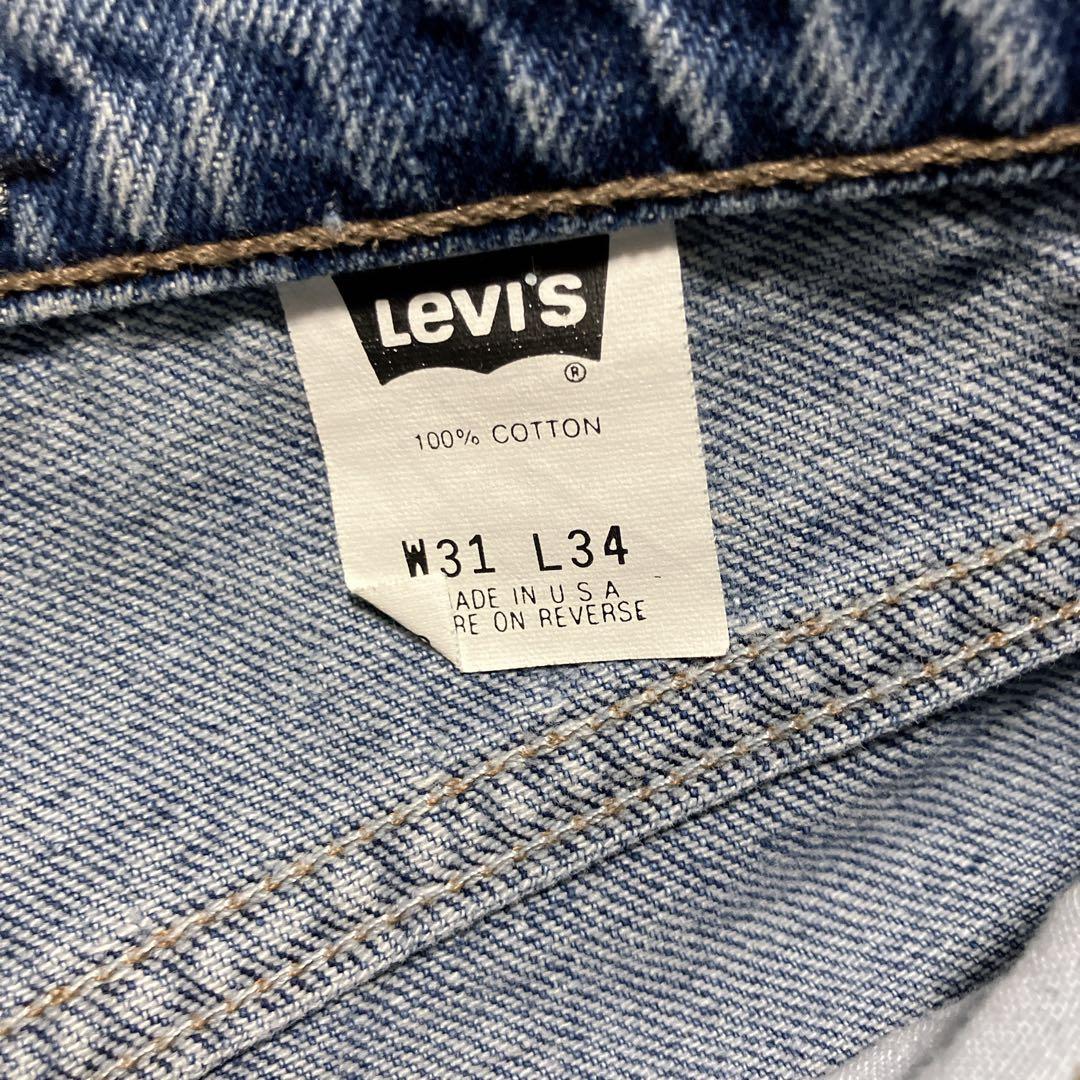 LEVI'S
®
100% COTTON
W31 L34
ADE IN U S A
RE ON REVERSE